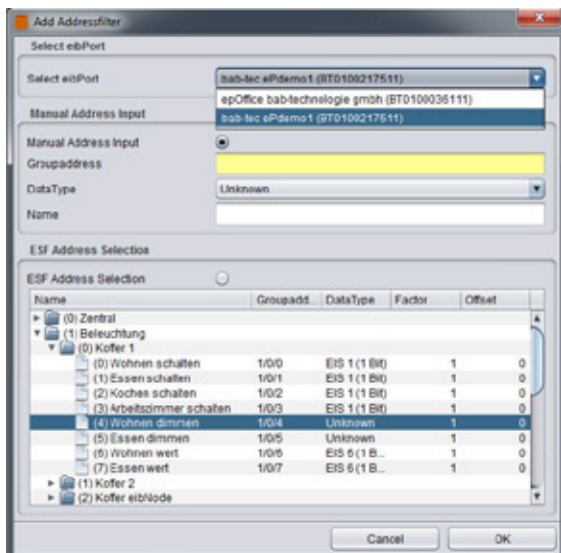 Add Addressfilter
Select eibPort
Select eibPort bab-tec ePdemo1 (BT0100217511)
epOffice bab-technologie gmbh (BT0100036111)
bab-tec ePdemo1 (BT0100217511)
Manual Address Input
Manual Address Input
Groupaddress
DataType Unknown
Name
ESF Address Selection
ESF Address Selection
Name Groupadd... DataType Factor Offset
(0) Zentral
(1) Beleuchtung
(0) Koffer 1
(0) Wohnen schalten 1/0/0 EIS 1 (1 Bit) 1 0
(1) Essen schalten 1/0/1 EIS 1 (1 Bit) 1 0
(2) Kochen schalten 1/0/2 EIS 1 (1 Bit) 1 0
(3) Arbeitszimmer schalten 1/0/3 EIS 1 (1 Bit) 1 0
(4) Wohnen dimmen 1/0/4 Unknown 1 0
(5) Essen dimmen 1/0/5 Unknown 1 0
(6) Wohnen wert 1/0/6 EIS 6 (1 B... 1 0
(7) Essen wert 1/0/7 EIS 6 (1 B... 1 0
(1) Koffer 2
(2) Koffer eibNode
Cancel OK